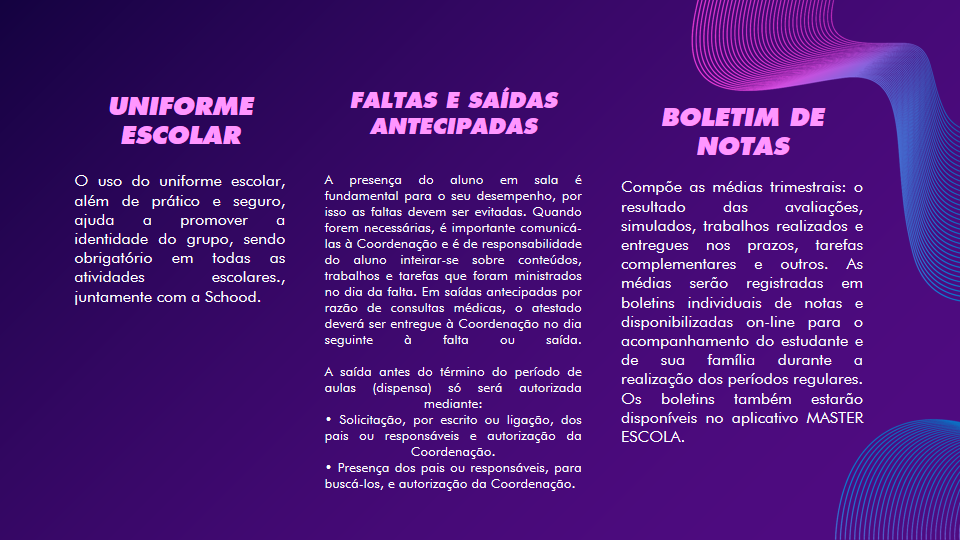 UNIFORME
ESCOLAR
O uso do uniforme escolar,
além de prático e seguro,
ajuda a promover a
identidade do grupo, sendo
obrigatório em todas as
atividades escolares.,
juntamente com a Schood.
FALTAS E SAÍDAS
ANTECIPADAS
A presença do aluno em sala é
fundamental para o seu desempenho, por
isso as faltas devem ser evitadas. Quando
forem necessárias, é importante comunicá-
las à Coordenação e é de responsabilidade
do aluno inteirar-se sobre conteúdos,
trabalhos e tarefas que foram ministrados
no dia da falta. Em saídas antecipadas por
razão de consultas médicas, o atestado
deverá ser entregue à Coordenação no dia
seguinte à falta ou saída.
A saída antes do término do período de
aulas (dispensa) só será autorizada
mediante:
• Solicitação, por escrito ou ligação, dos
pais ou responsáveis e autorização da
Coordenação.
• Presença dos pais ou responsáveis, para
buscá-los, e autorização da Coordenação.
BOLETIM DE
NOTAS
Compõe as médias trimestrais: o
resultado das avaliações,
simulados, trabalhos realizados e
entregues nos prazos, tarefas
complementares e outros. As
médias serão registradas em
boletins individuais de notas e
disponibilizadas on-line para o
acompanhamento do estudante e
de sua família durante a
realização dos períodos regulares.
Os boletins também estarão
disponíveis no aplicativo MASTER
ESCOLA.